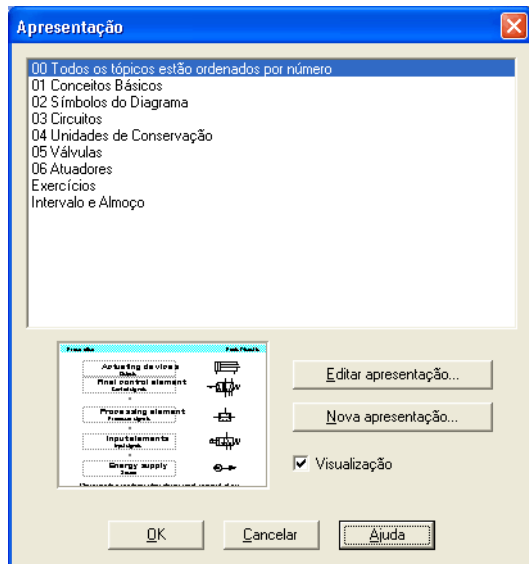 Apresentação
00 Todos os tópicos estão ordenados por número
01 Conceitos Básicos
02 Símbolos do Diagrama
03 Circuitos
04 Unidades de Conservação
05 Válvulas
06 Atuadores
Exercícios
Intervalo e Almoço
Actuating devices
Final control element
Processing element
Input elements
Energy supply
Editar apresentação...
Nova apresentação...
Visualização
OK
Cancelar
Ajuda